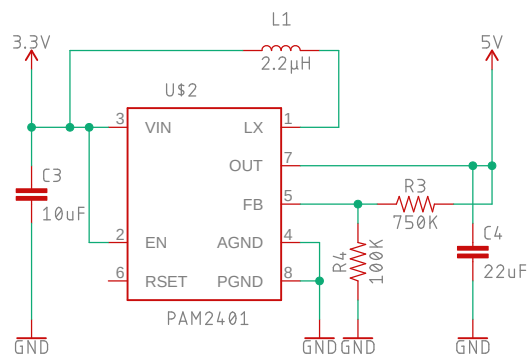 L1
3.3V
5V
2.2µH
U$2
3
VIN
LX
1
OUT
7
C3
10uF
FB
5
R3
750K
2
EN
AGND
4
R4
100K
C4
22uF
6
RSET
PGND
8
PAM2401
GND
GND
GND
GND